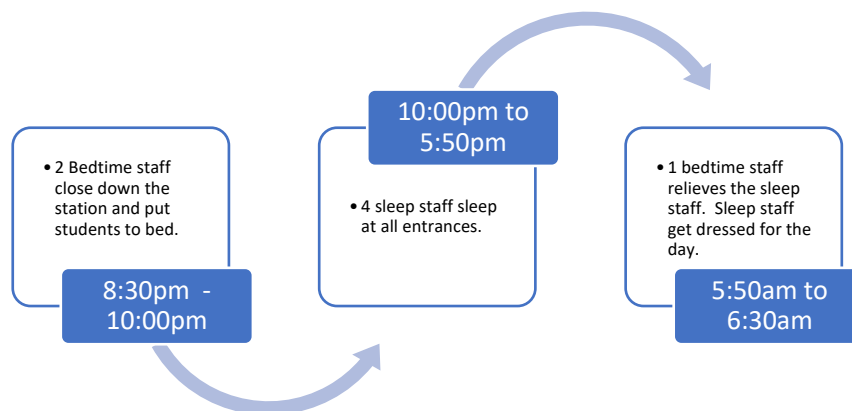 • 2 Bedtime staff
close down the
station and put
students to bed.
8:30pm -
10:00pm
10:00pm to
5:50pm
• 4 sleep staff sleep
at all entrances.
• 1 bedtime staff
relieves the sleep
staff. Sleep staff
get dressed for the
day.
5:50am to
6:30am